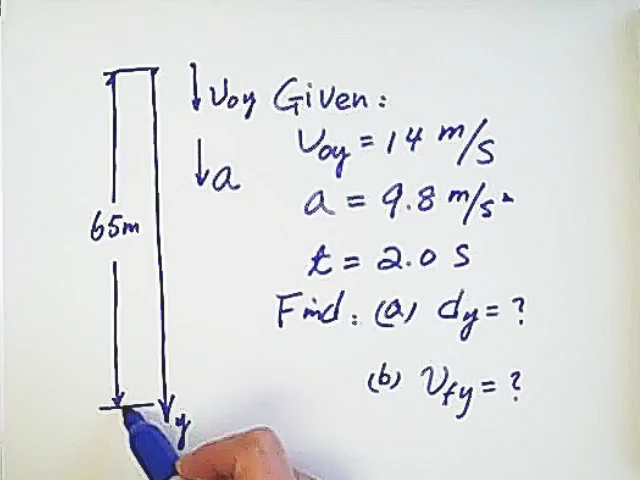 ↓ v₀y Given:
v₀y = 14 m/s
↓ a
a = 9.8 m/s²
65m
t = 2.0 s
Find: (a) dy = ?
(b) vfy = ?
y